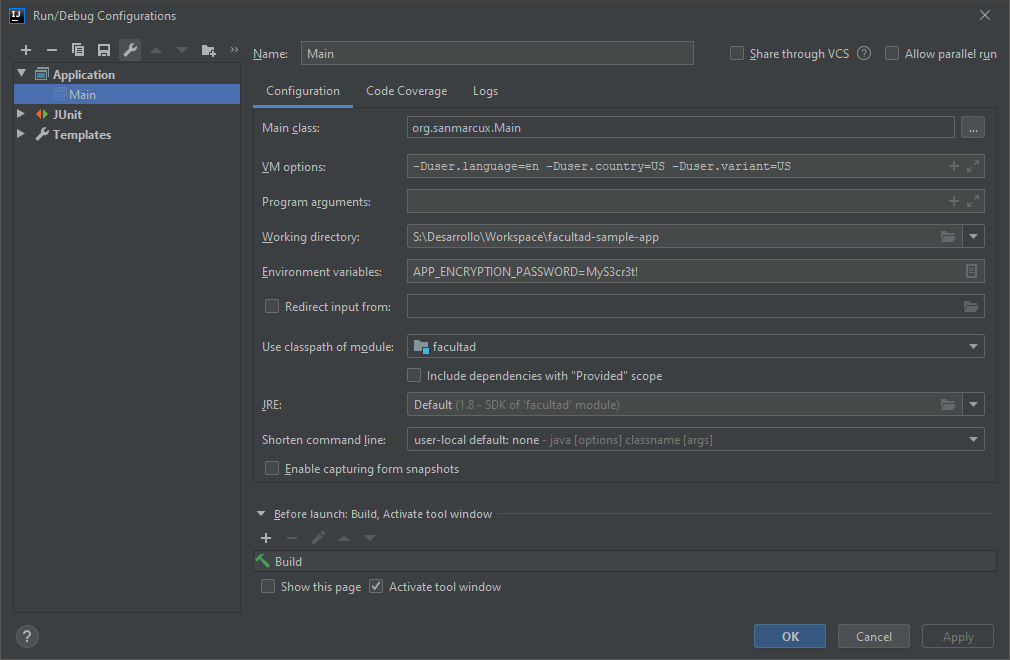 Run/Debug Configurations
Name: Main
Share through VCS ?
Allow parallel run
Application
Main
JUnit
Templates
Configuration Code Coverage Logs
Main class: org.sanmarcux.Main ...
VM options: -Duser.language=en -Duser.country=US -Duser.variant=US
Program arguments:
Working directory: S:\Desarrollo\Workspace\facultad-sample-app
Environment variables: APP_ENCRYPTION_PASSWORD=MyS3cr3t!
Redirect input from:
Use classpath of module: facultad
Include dependencies with "Provided" scope
JRE: Default (1.8 - SDK of 'facultad' module)
Shorten command line: user-local default: none - java [options] classname [args]
Enable capturing form snapshots
Before launch: Build, Activate tool window
Build
Show this page Activate tool window
? OK Cancel Apply